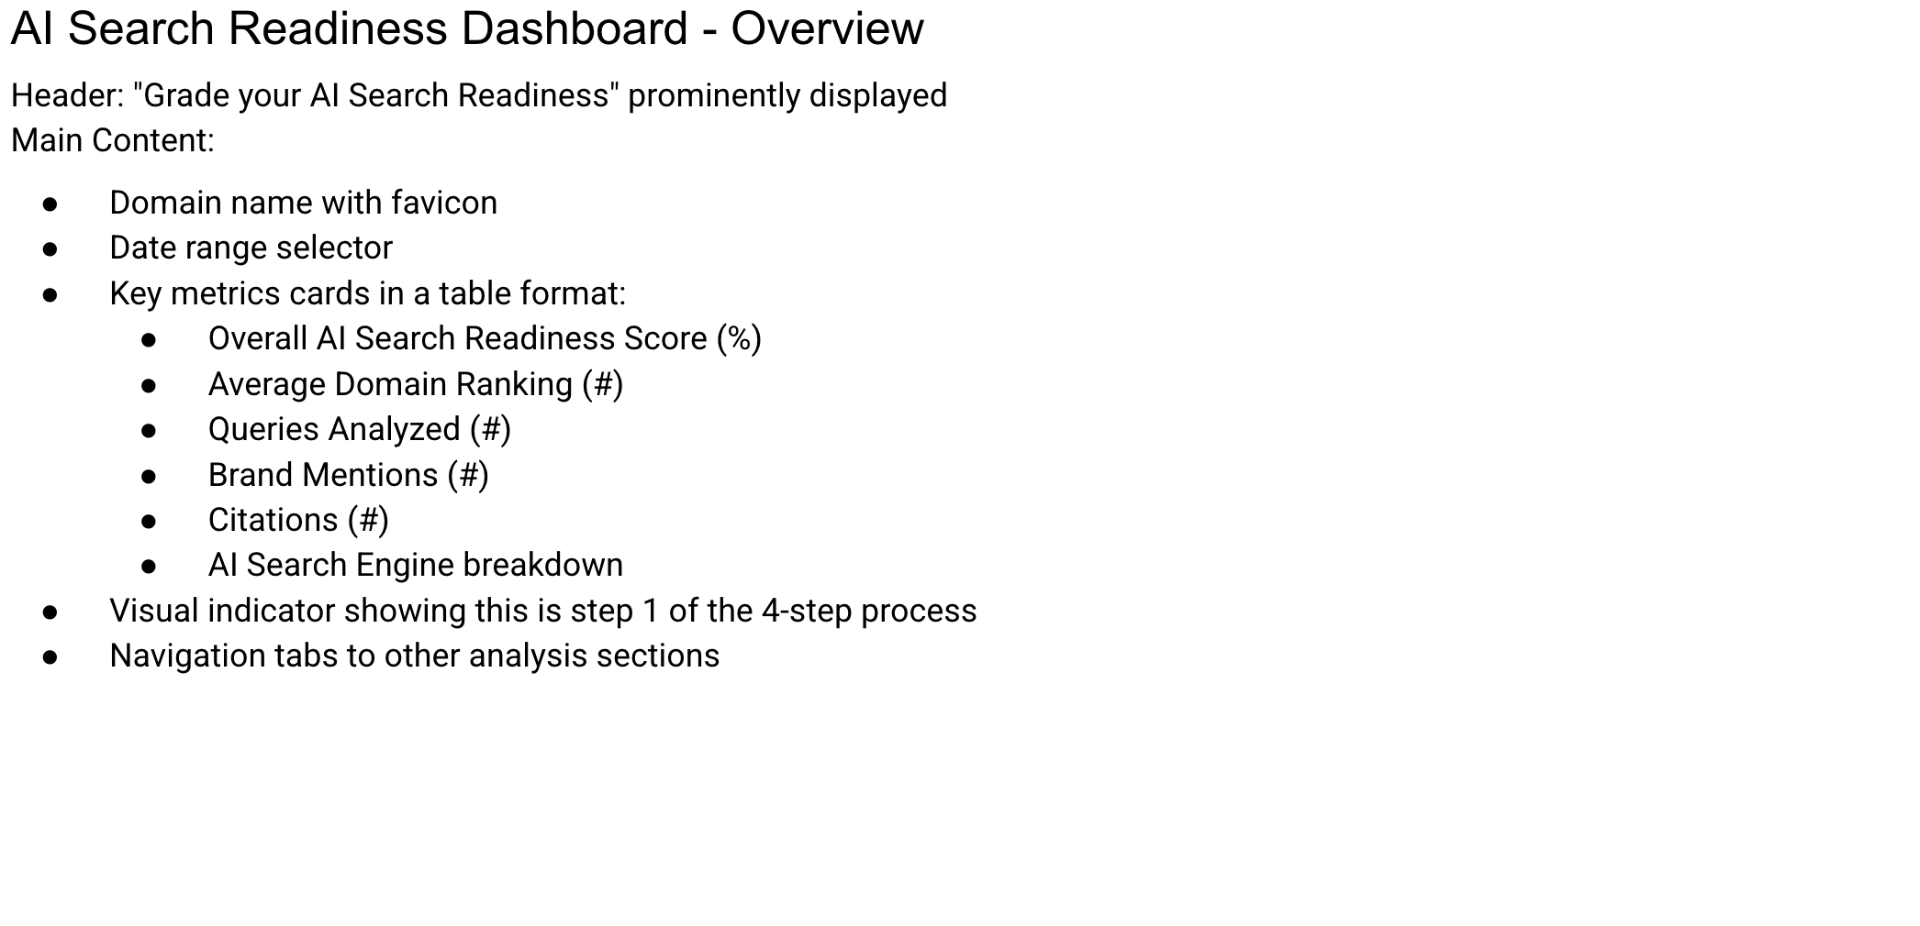 AI Search Readiness Dashboard - Overview
Header: "Grade your AI Search Readiness" prominently displayed
Main Content:
● Domain name with favicon
● Date range selector
● Key metrics cards in a table format:
● Overall AI Search Readiness Score (%)
● Average Domain Ranking (#)
● Queries Analyzed (#)
● Brand Mentions (#)
● Citations (#)
● AI Search Engine breakdown
● Visual indicator showing this is step 1 of the 4-step process
● Navigation tabs to other analysis sections